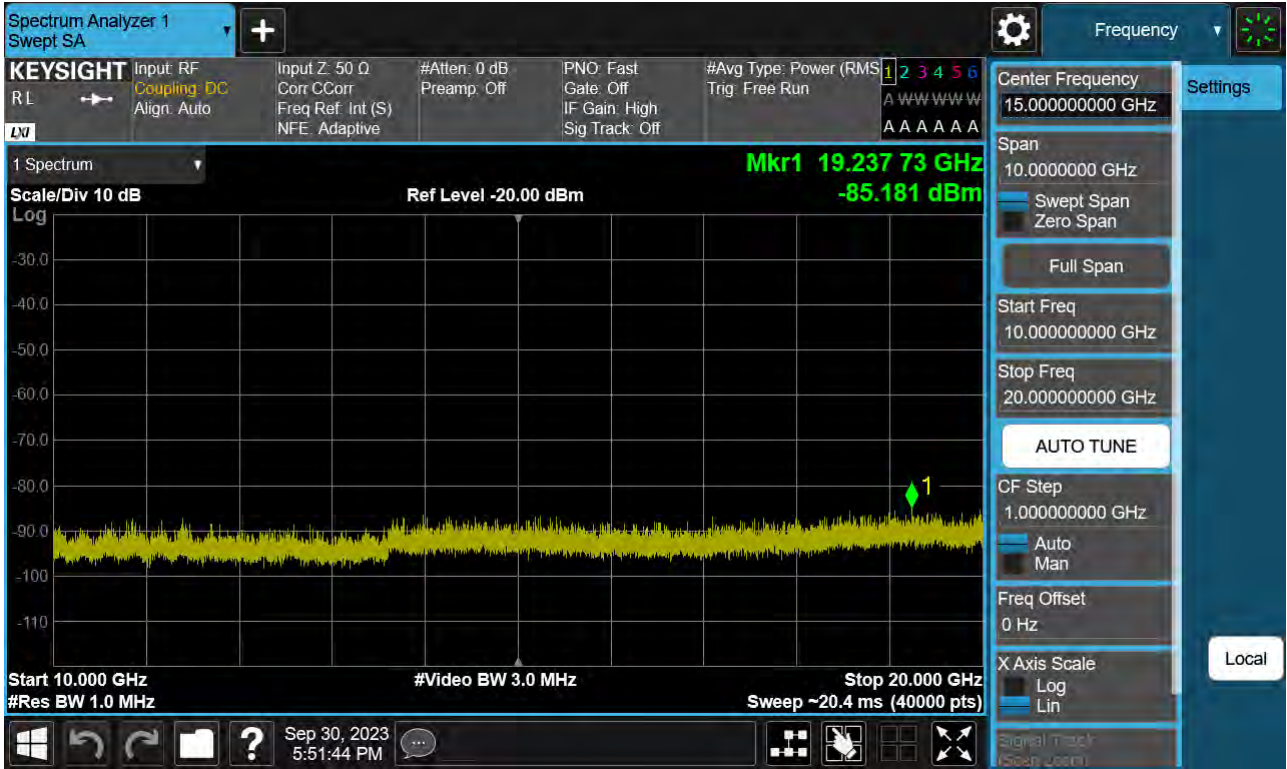 Spectrum Analyzer 1
Swept SA
+
Frequency
KEYSIGHT
R L
LXI
Input: RF
Coupling: DC
Align: Auto
Input Z: 50 Ω
Corr CCorr
Freq Ref: Int (S)
NFE: Adaptive
#Atten: 0 dB
Preamp: Off
PNO: Fast
Gate: Off
IF Gain: High
Sig Track: Off
#Avg Type: Power (RMS
Trig: Free Run
1 2 3 4 5 6
A W W W W W
A A A A A A
1 Spectrum
Scale/Div 10 dB
Log
Ref Level -20.00 dBm
Mkr1 19.237 73 GHz
-85.181 dBm
-30.0
-40.0
-50.0
-60.0
-70.0
-80.0
-90.0
-100
-110
1
Start 10.000 GHz
#Res BW 1.0 MHz
#Video BW 3.0 MHz
Stop 20.000 GHz
Sweep ~20.4 ms (40000 pts)
Center Frequency
15.000000000 GHz
Span
10.0000000 GHz
Swept Span
Zero Span
Full Span
Start Freq
10.000000000 GHz
Stop Freq
20.000000000 GHz
AUTO TUNE
CF Step
1.000000000 GHz
Auto
Man
Freq Offset
0 Hz
X Axis Scale
Log
Lin
Signal Track
(Span Zoom)
Settings
Local
?
Sep 30, 2023
5:51:44 PM